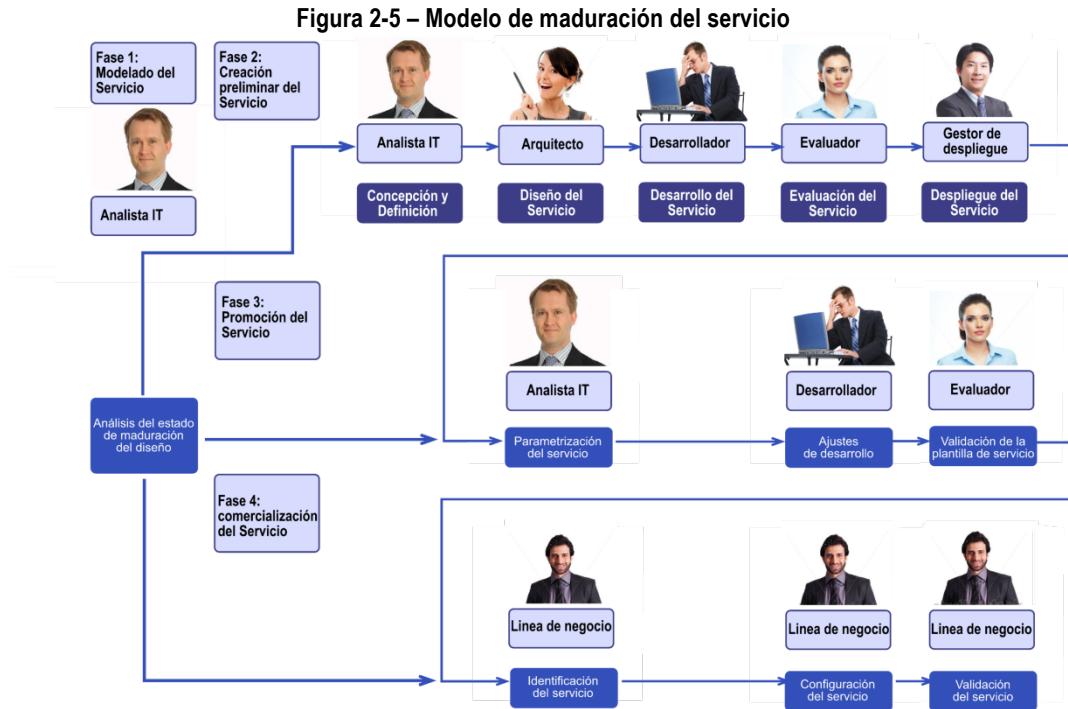 Figura 2-5 – Modelo de maduración del servicio
Fase 1:
Modelado del
Servicio
Analista IT
Fase 2:
Creación
preliminar del
Servicio
Analista IT
Arquitecto
Desarrollador
Evaluador
Gestor de
despliegue
Concepción y
Definición
Diseño del
Servicio
Desarrollo del
Servicio
Evaluación del
Servicio
Despliegue del
Servicio
Fase 3:
Promoción del
Servicio
Analista IT
Desarrollador
Evaluador
Análisis del estado
de maduración
del diseño
Parametrización
del servicio
Ajustes
de desarrollo
Validación de la
plantilla de servicio
Fase 4:
comercialización
del Servicio
Linea de negocio
Linea de negocio
Linea de negocio
Identificación
del servicio
Configuración
del servicio
Validación
del servicio